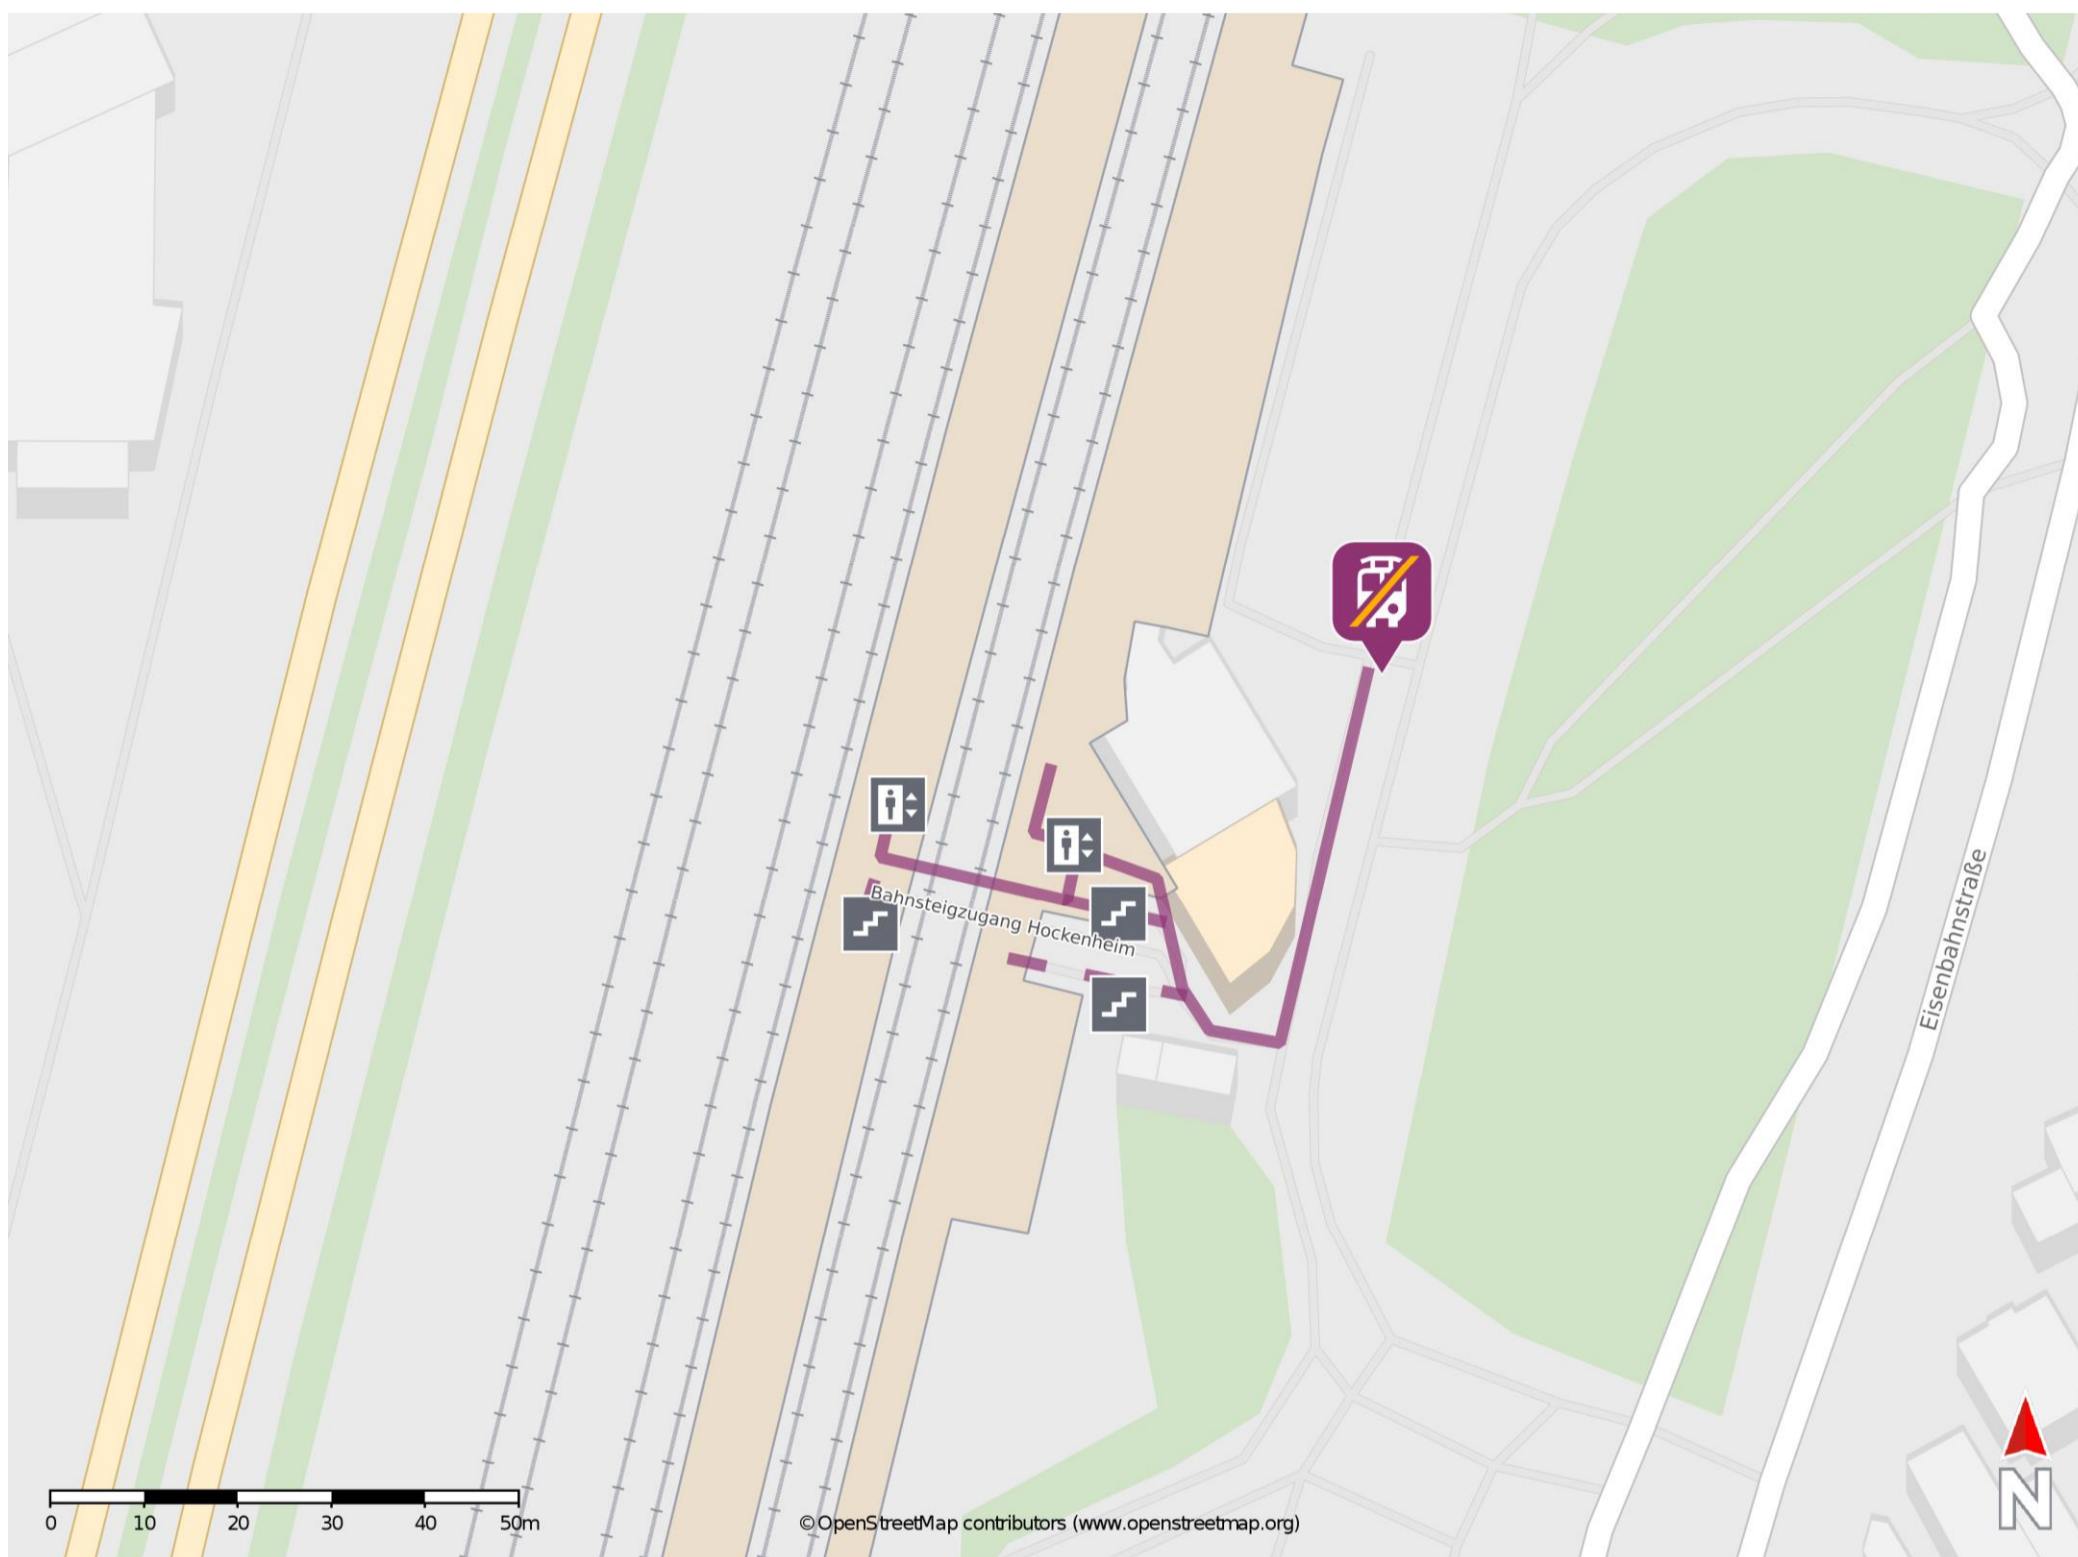 Bahnsteigzugang Hockenheim
Eisenbahnstraße
0 10 20 30 40 50m
© OpenStreetMap contributors (www.openstreetmap.org)
N